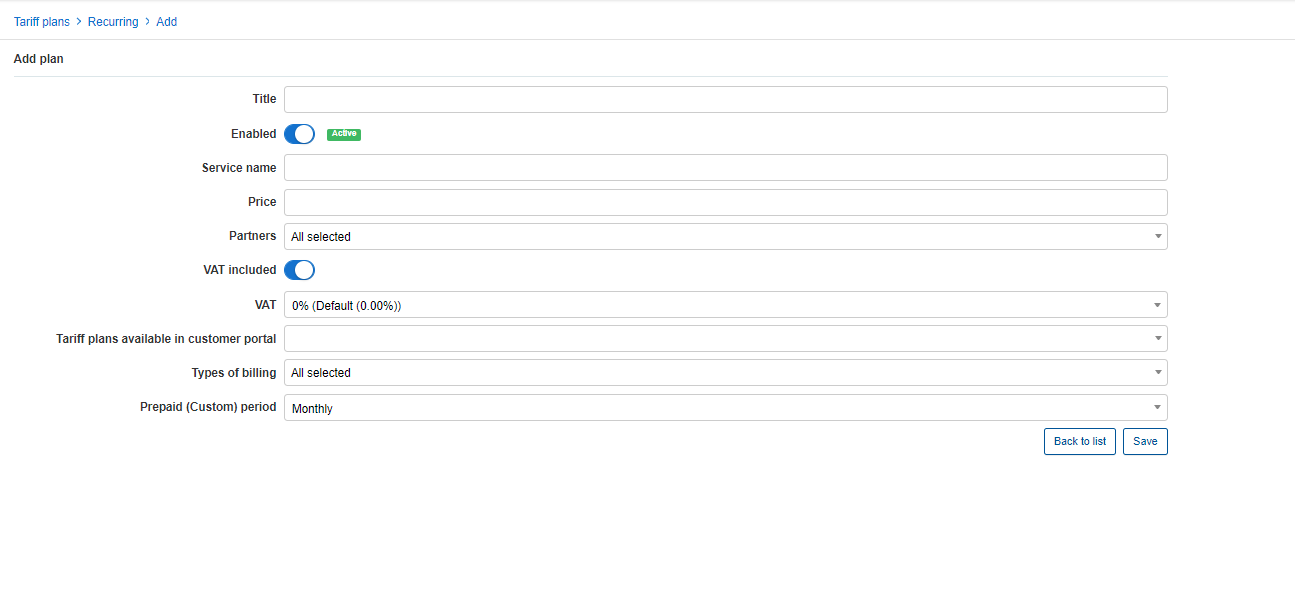 Tariff plans > Recurring > Add
Add plan
Title
Enabled Active
Service name
Price
Partners All selected
VAT included
VAT 0% (Default (0.00%))
Tariff plans available in customer portal
Types of billing All selected
Prepaid (Custom) period Monthly
Back to list Save